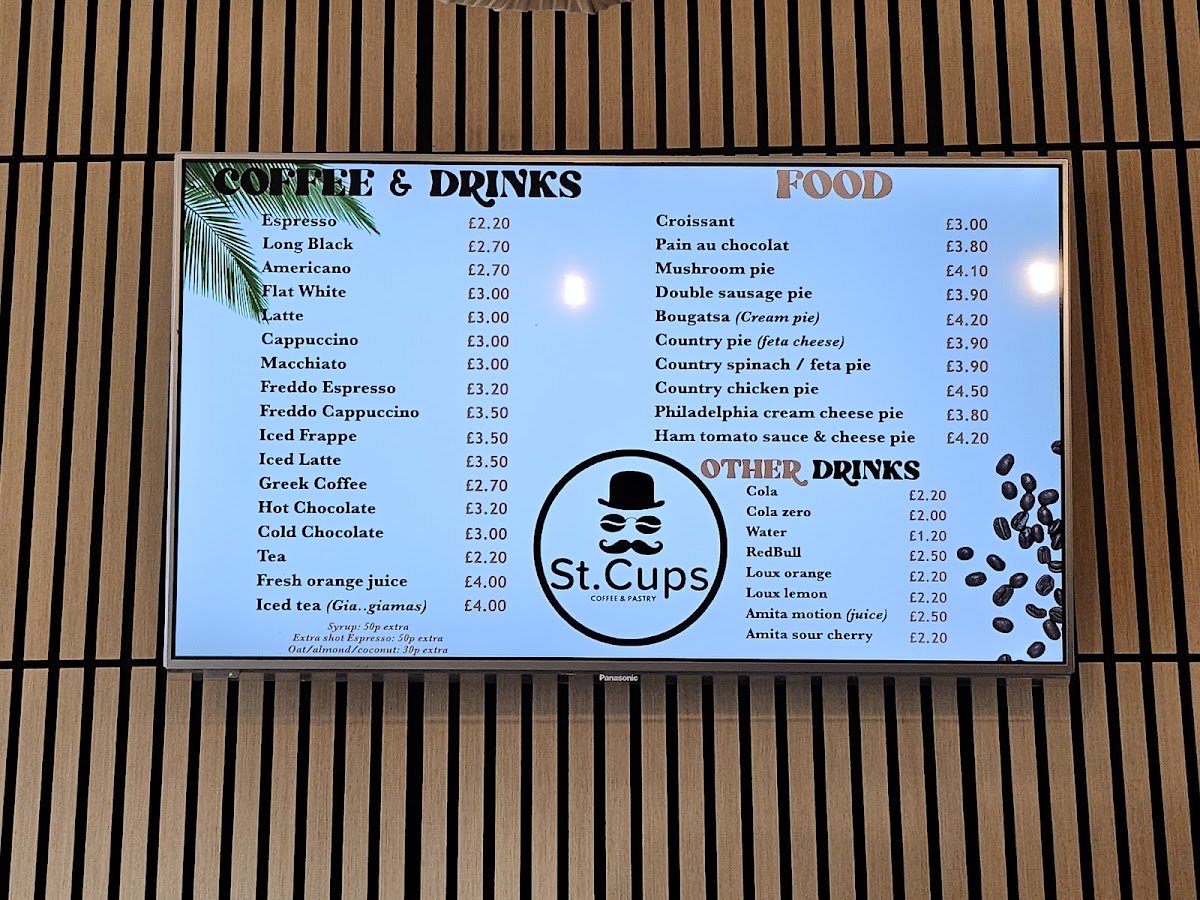 COFFEE & DRINKS
Espresso £2.20
Long Black £2.70
Americano £2.70
Flat White £3.00
Latte £3.00
Cappuccino £3.00
Macchiato £3.00
Freddo Espresso £3.20
Freddo Cappuccino £3.50
Iced Frappe £3.50
Iced Latte £3.50
Greek Coffee £2.70
Hot Chocolate £3.20
Cold Chocolate £3.00
Tea £2.20
Fresh orange juice £4.00
Iced tea (Gia..giamas) £4.00
Syrup: 50p extra
Extra shot Espresso: 50p extra
Oat/almond/coconut: 30p extra
FOOD
Croissant £3.00
Pain au chocolat £3.80
Mushroom pie £4.10
Double sausage pie £3.90
Bougatsa (Cream pie) £4.20
Country pie (feta cheese) £3.90
Country spinach / feta pie £3.90
Country chicken pie £4.50
Philadelphia cream cheese pie £3.80
Ham tomato sauce & cheese pie £4.20
OTHER DRINKS
Cola £2.20
Cola zero £2.00
Water £1.20
RedBull £2.50
Loux orange £2.20
Loux lemon £2.20
Amita motion (juice) £2.50
Amita sour cherry £2.20
St.Cups
COFFEE & PASTRY
Panasonic